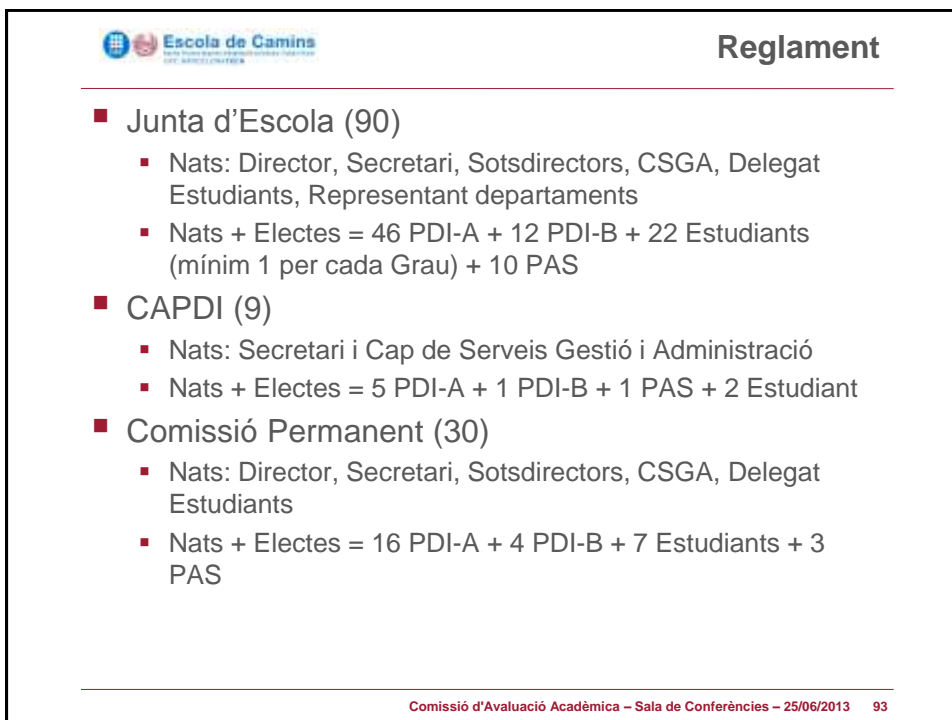 Escola de Camins
Reglament
Junta d'Escola (90)
Nats: Director, Secretari, Sotsdirectors, CSGA, Delegat
Estudiants, Representant departaments
Nats + Electes = 46 PDI-A + 12 PDI-B + 22 Estudiants
(mínim 1 per cada Grau) + 10 PAS
CAPDI (9)
Nats: Secretari i Cap de Serveis Gestió i Administració
Nats + Electes = 5 PDI-A + 1 PDI-B + 1 PAS + 2 Estudiant
Comissió Permanent (30)
Nats: Director, Secretari, Sotsdirectors, CSGA, Delegat
Estudiants
Nats + Electes = 16 PDI-A + 4 PDI-B + 7 Estudiants + 3
PAS
Comissió d'Avaluació Acadèmica – Sala de Conferències – 25/06/2013 93